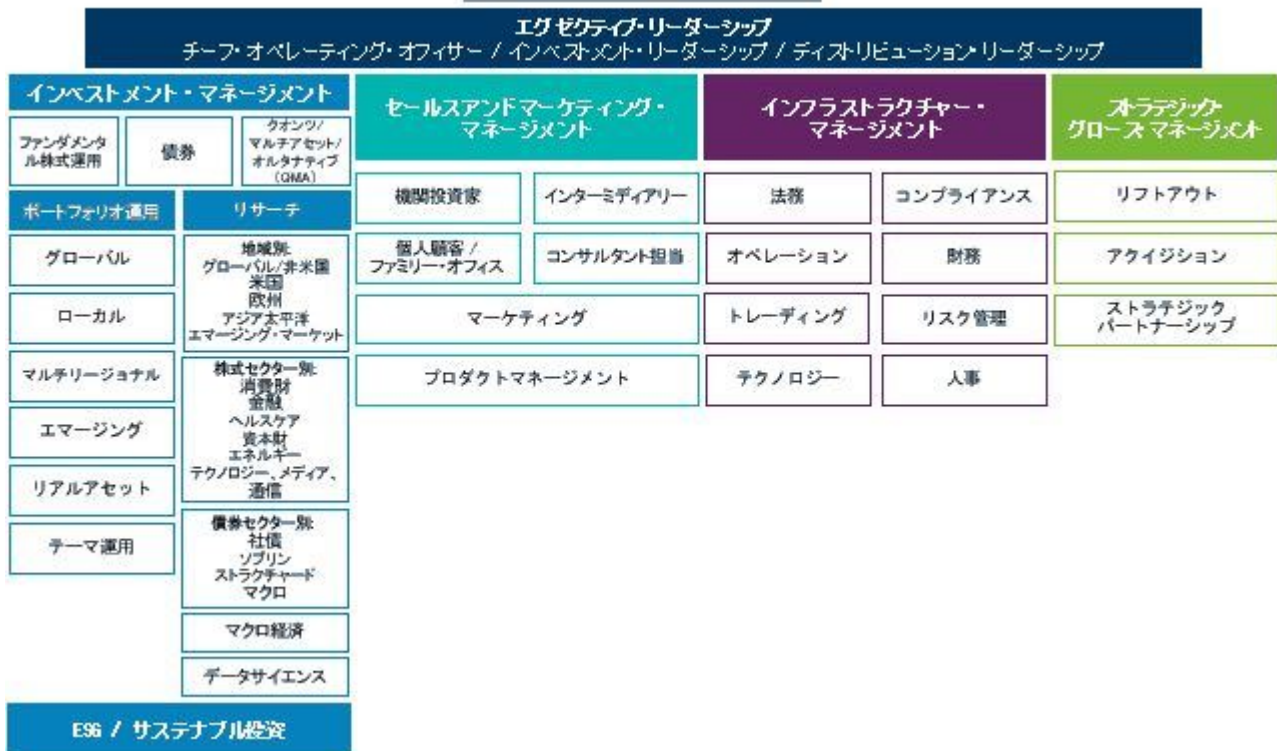 エグゼクティブ・リーダーシップ
チーフ・オペレーティング・オフィサー / インベストメント・リーダーシップ / ディストリビューション・リーダーシップ
インベストメント・マネージメント
ファンダメンタ
ル株式運用
債券
クオンツ/
マルチアセット/
オルタナティブ
(QMA)
ポートフォリオ運用
グローバル
ローカル
マルチリージョナル
エマージング
リアルアセット
テーマ運用
リサーチ
地域別:
グローバル/非米国
米国
欧州
アジア太平洋
エマージング・マーケット
株式セクター別:
消費財
金融
ヘルスケア
資本財
エネルギー
テクノロジー、メディア、
通信
債券セクター別:
社債
ソブリン
ストラクチャード
マクロ
マクロ経済
データサイエンス
ESG / サステナブル投資
セールスアンドマーケティング・
マネージメント
機関投資家
インターミディアリー
個人顧客 /
ファミリー・オフィス
コンサルタント担当
マーケティング
プロダクトマネージメント
インフラストラクチャー・
マネージメント
法務
コンプライアンス
オペレーション
財務
トレーディング
リスク管理
テクノロジー
人事
ストラテジック
グロース・マネージメント
リフトアウト
アクイジション
ストラテジック
パートナーシップ